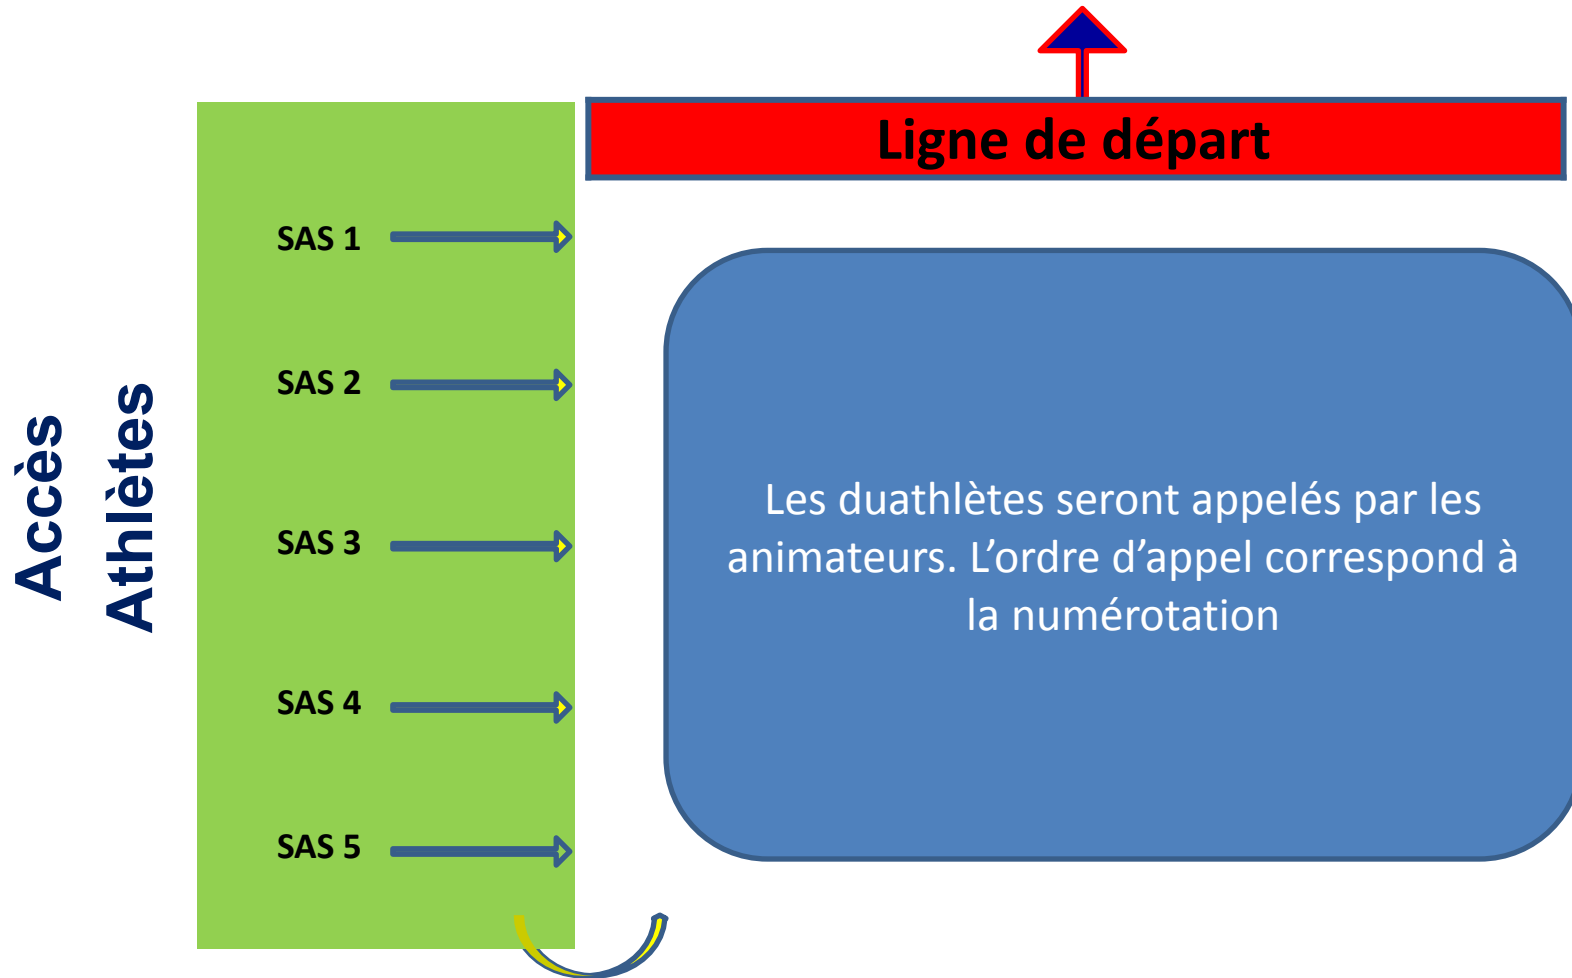 Ligne de départ
SAS 1
SAS 2
SAS 3
SAS 4
SAS 5
Accès
Athlètes
Les duathlètes seront appelés par les
animateurs. L’ordre d’appel correspond à
la numérotation